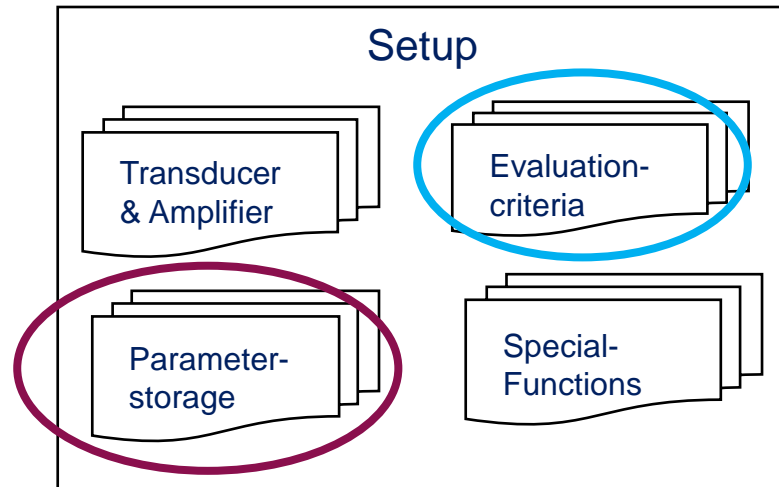 Setup
Transducer
& Amplifier
Evaluation-
criteria
Parameter-
storage
Special-
Functions